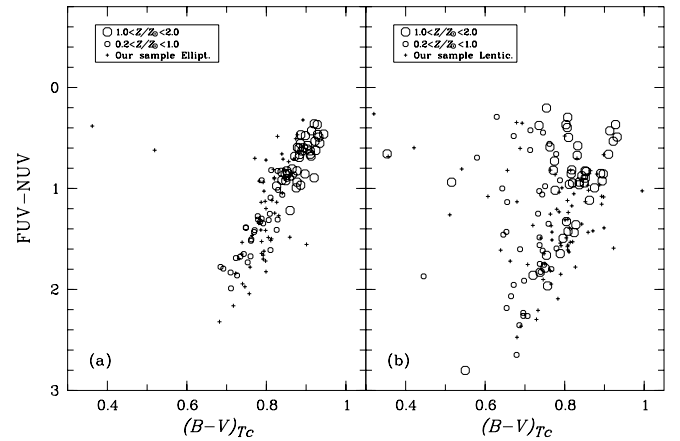 1.0<Z/Z⊙<2.0
0.2<Z/Z⊙<1.0
Our sample Ellipt.
1.0<Z/Z⊙<2.0
0.2<Z/Z⊙<1.0
Our sample Lentic.
FUV−NUV
0
1
2
3
(a)
(b)
0.4
0.6
0.8
1
0.4
0.6
0.8
1
(B−V)Tc
(B−V)Tc